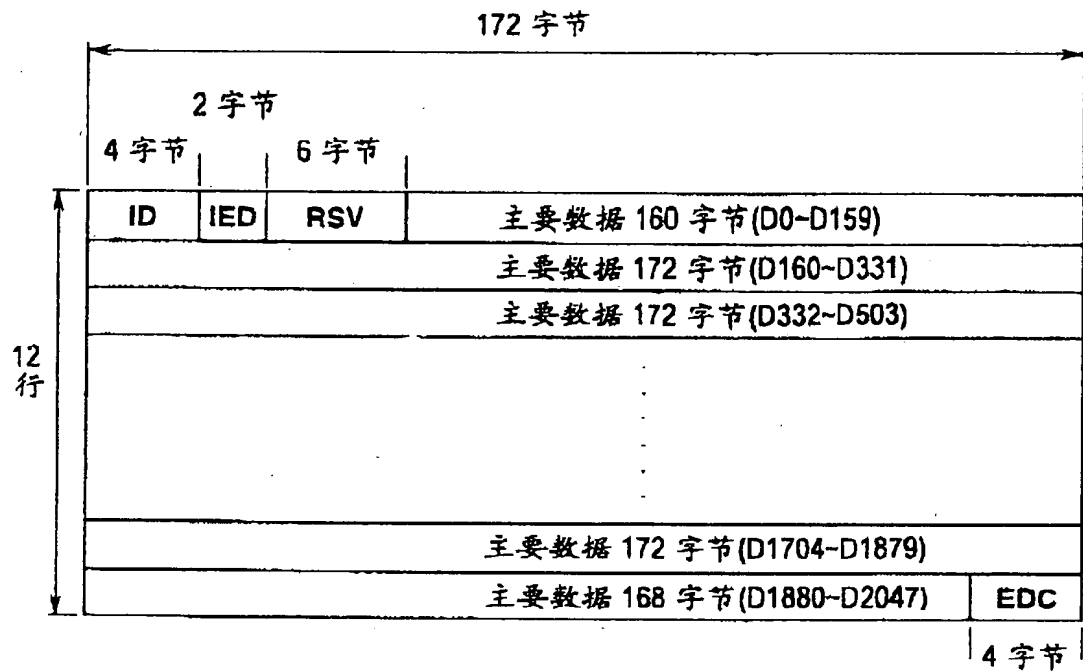 172 字节
2 字节
4 字节 6 字节
ID IED RSV 主要数据 160 字节(D0~D159)
主要数据 172 字节(D160~D331)
主要数据 172 字节(D332~D503)
12
行
主要数据 172 字节(D1704~D1879)
主要数据 168 字节(D1880~D2047) EDC
4 字节